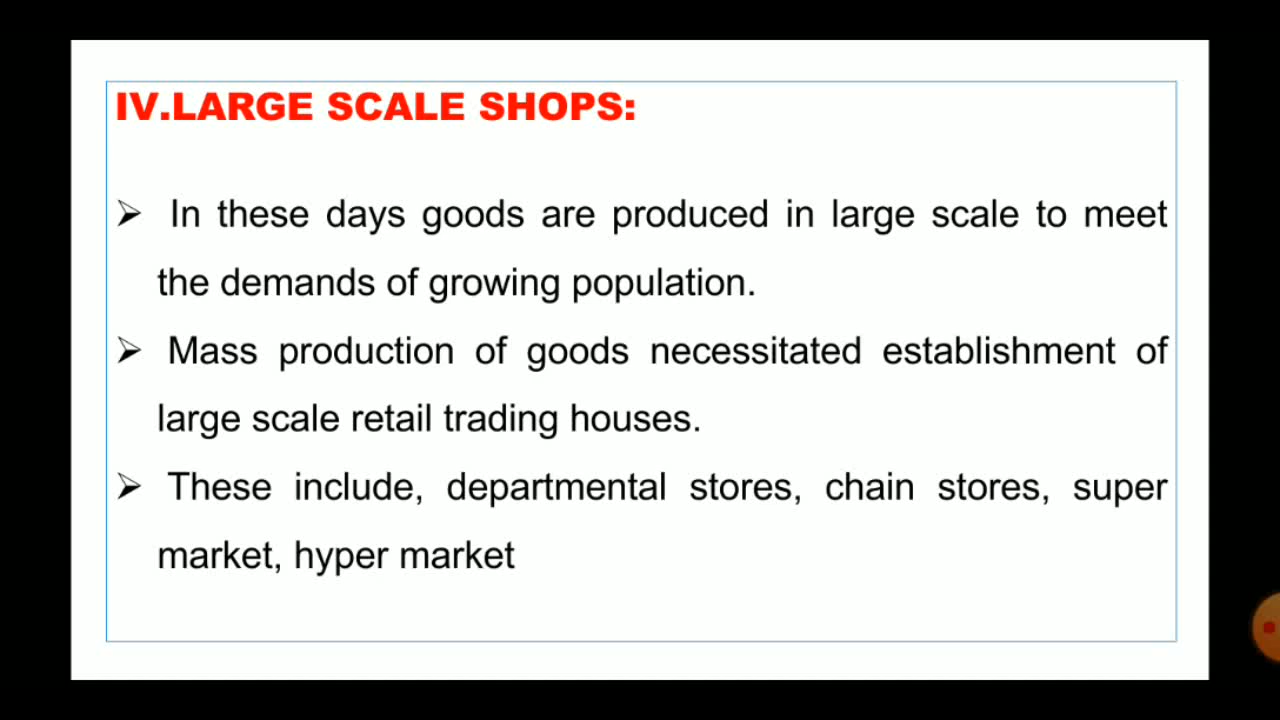 IV.LARGE SCALE SHOPS:
➢ In these days goods are produced in large scale to meet
the demands of growing population.
➢ Mass production of goods necessitated establishment of
large scale retail trading houses.
➢ These include, departmental stores, chain stores, super
market, hyper market